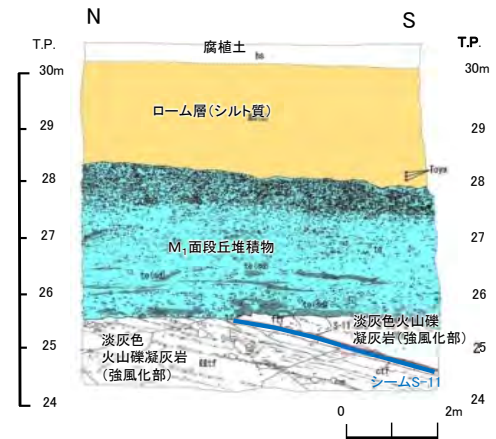 N
S
T.P.
T.P.
腐植土
ho
30m
30m
ローム層(シルト質)
29
29
Toya
28
28
27
27
M1面段丘堆積物
26
26
淡灰色火山礫
凝灰岩(強風化部)
淡灰色
火山礫凝灰岩
(強風化部)
S-11
25
25
シームS-11
24
24
0
2m